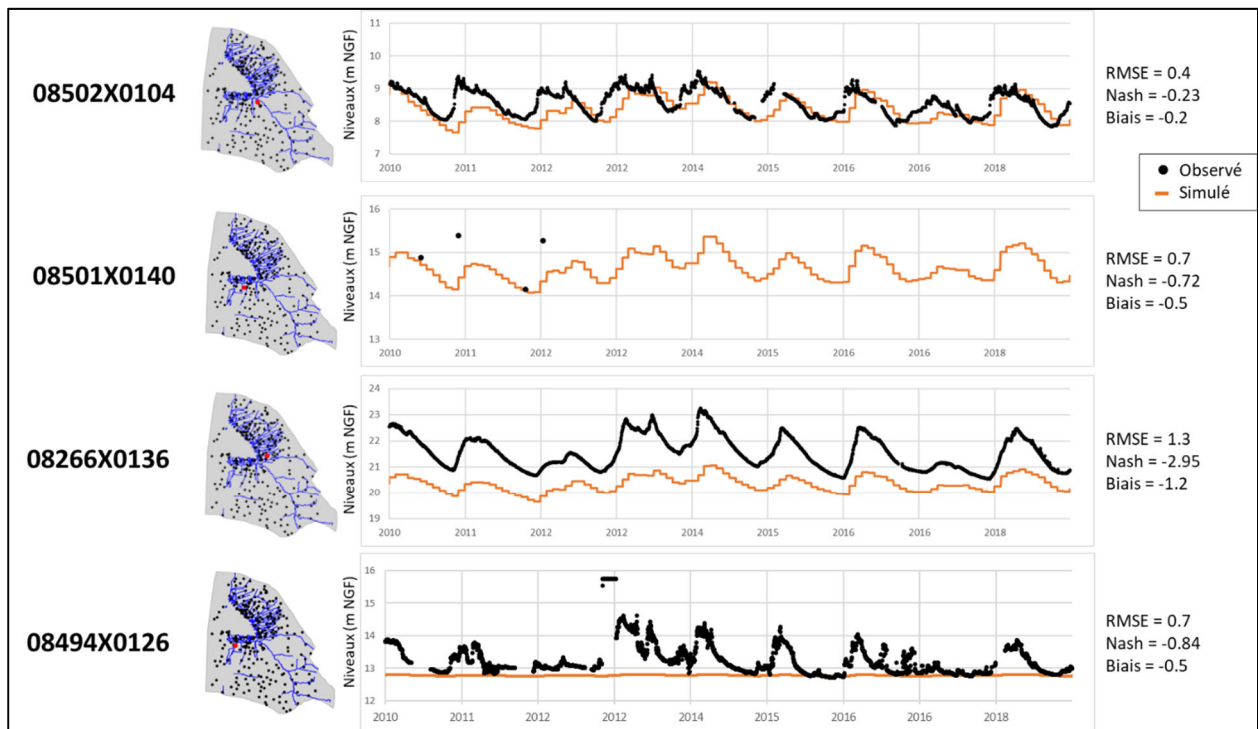 08502X0104
Niveaux (m NGF)
11
10
9
8
7
2010
2011
2012
2012
2014
2015
2016
2016
2018
RMSE = 0.4
Nash = -0.23
Biais = -0.2
Observé
Simulé
08501X0140
Niveaux (m NGF)
16
15
14
13
2010
2011
2012
2012
2014
2015
2016
2016
2018
RMSE = 0.7
Nash = -0.72
Biais = -0.5
08266X0136
Niveaux (m NGF)
24
23
22
21
20
19
2010
2011
2012
2012
2014
2015
2016
2016
2018
RMSE = 1.3
Nash = -2.95
Biais = -1.2
08494X0126
Niveaux (m NGF)
16
15
14
13
12
2010
2011
2012
2012
2014
2015
2016
2016
2018
RMSE = 0.7
Nash = -0.84
Biais = -0.5